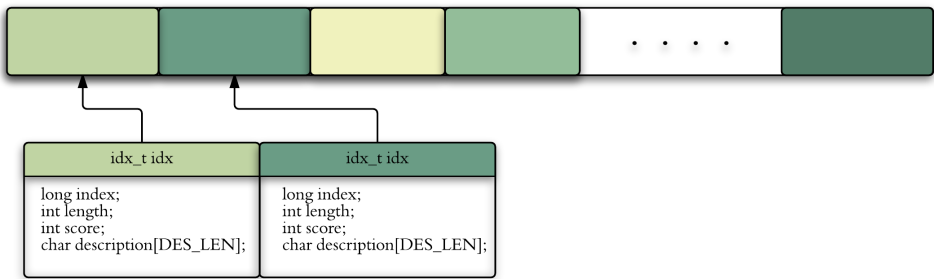 . . . .
idx_t idx
long index;
int length;
int score;
char description[DES_LEN];
idx_t idx
long index;
int length;
int score;
char description[DES_LEN];